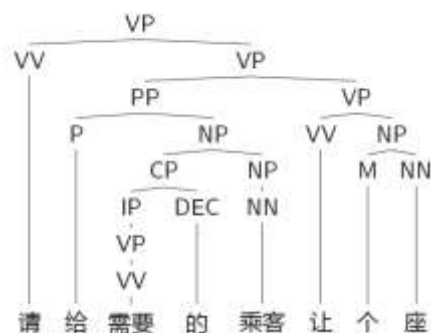 VP
VV VP
PP VP
P NP VV NP
CP NP M NN
IP DEC NN
VP
VV
请 给 需要 的 乘客 让 个 座